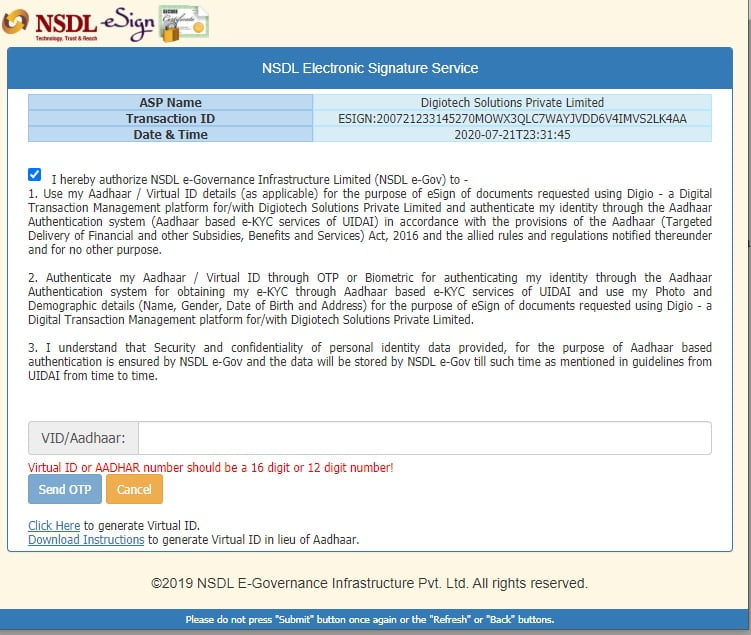 NSDL eSign
Technology, Trust & Reach
SECURE
Certificate
NSDL Electronic Signature Service
ASP Name Digiotech Solutions Private Limited
Transaction ID ESIGN:200721233145270MOWX3QLC7WAYJVDD6V4IMVS2LK4AA
Date & Time 2020-07-21T23:31:45
I hereby authorize NSDL e-Governance Infrastructure Limited (NSDL e-Gov) to -
1. Use my Aadhaar / Virtual ID details (as applicable) for the purpose of eSign of documents requested using Digio - a Digital
Transaction Management platform for/with Digiotech Solutions Private Limited and authenticate my identity through the Aadhaar
Authentication system (Aadhaar based e-KYC services of UIDAI) in accordance with the provisions of the Aadhaar (Targeted
Delivery of Financial and other Subsidies, Benefits and Services) Act, 2016 and the allied rules and regulations notified thereunder
and for no other purpose.
2. Authenticate my Aadhaar / Virtual ID through OTP or Biometric for authenticating my identity through the Aadhaar
Authentication system for obtaining my e-KYC through Aadhaar based e-KYC services of UIDAI and use my Photo and
Demographic details (Name, Gender, Date of Birth and Address) for the purpose of eSign of documents requested using Digio - a
Digital Transaction Management platform for/with Digiotech Solutions Private Limited.
3. I understand that Security and confidentiality of personal identity data provided, for the purpose of Aadhaar based
authentication is ensured by NSDL e-Gov and the data will be stored by NSDL e-Gov till such time as mentioned in guidelines from
UIDAI from time to time.
VID/Aadhaar:
Virtual ID or AADHAR number should be a 16 digit or 12 digit number!
Send OTP Cancel
Click Here to generate Virtual ID.
Download Instructions to generate Virtual ID in lieu of Aadhaar.
©2019 NSDL E-Governance Infrastructure Pvt. Ltd. All rights reserved.
Please do not press "Submit" button once again or the "Refresh" or "Back" buttons.